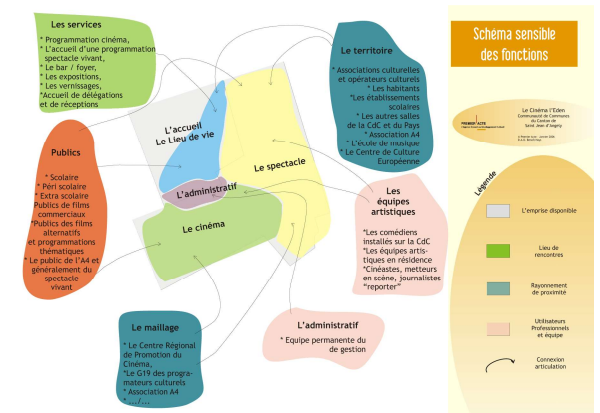 Les services
* Programmation cinéma,
* L'accueil d'une programmation
spectacle vivant,
* Le bar / foyer,
* Les expositions,
* Les vernissages,
*Accueil de délégations
et de réceptions
Publics
* Scolaire
* Péri scolaire
* Extra scolaire
Publics de films
commerciaux
*Publics des films
alternatifs
et programmations
thématiques
* Le public de l'A4 et
généralement du
spectacle
vivant
L'accueil
Le Lieu de vie
L'administratif
Le cinéma
Le spectacle
Le territoire
* Associations culturelles
et opérateurs culturels
* Les habitants
*Les établissements
scolaires
* Les autres salles
de la CdC et du Pays
* Association A4
* L'école de musique
* Le Centre de Culture
Européenne
Les
équipes
artistiques
*Les comédiens
installés sur la CdC
*Les équipes artis-
tiques en résidence
*Cinéastes, metteurs
en scène, journalistes
"reporter"
Le maillage
* Le Centre Régional
de Promotion du
Cinéma,
*Le G19 des progra-
mateurs culturels
* Association A4
* .../...
L'administratif
* Equipe permanente du
de gestion
Schéma sensible
des fonctions
PREMIER ACTE
Le Cinéma l'Eden
Communauté de Communes
du Canton de
Saint Jean d'Angely
Légende
L'emprise disponible
Lieu de
rencontres
Rayonnement
de proximité
Utilisateurs
Professionnels
et équipe
Connexion
articulation